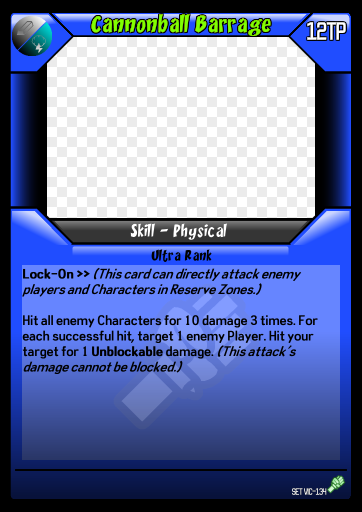 Cannonball Barrage
12TP
Skill - Physical
Ultra Rank
Lock-On >> (This card can directly attack enemy
players and Characters in Reserve Zones.)
Hit all enemy Characters for 10 damage 3 times. For
each successful hit, target 1 enemy Player. Hit your
target for 1 Unblockable damage. (This attack's
damage cannot be blocked.)
SET VIC-134